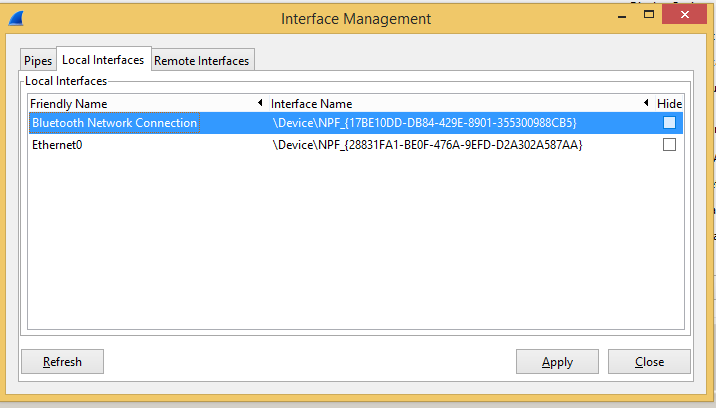 Interface Management
Pipes Local Interfaces Remote Interfaces
Local Interfaces
Friendly Name Interface Name Hide
Bluetooth Network Connection \Device\NPF_{17BE10DD-DB84-429E-8901-355300988CB5}
Ethernet0 \Device\NPF_{28831FA1-BE0F-476A-9EFD-D2A302A587AA}
Refresh Apply Close